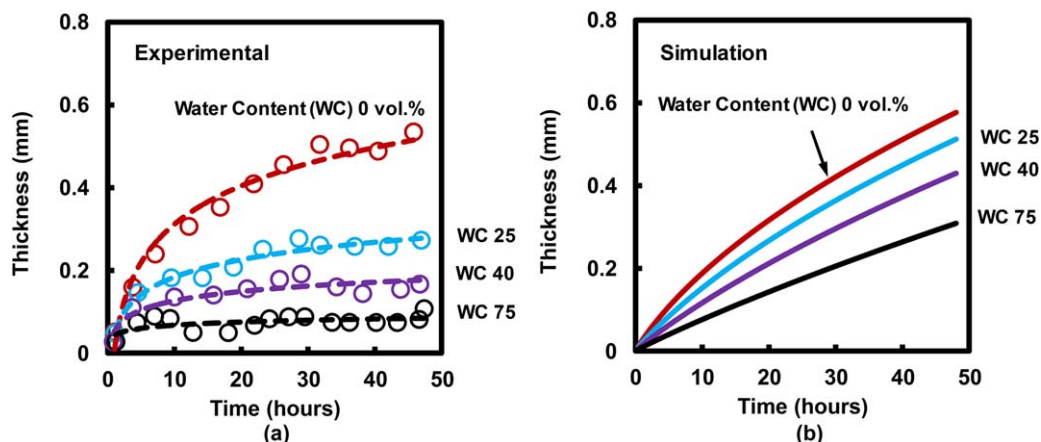 Experimental
Water Content (WC) 0 vol.%
WC 25
WC 40
WC 75
Thickness (mm)
0.8
0.6
0.4
0.2
0
0 10 20 30 40 50
Time (hours)
(a)
Simulation
Water Content (WC) 0 vol.%
WC 25
WC 40
WC 75
Thickness (mm)
0.8
0.6
0.4
0.2
0
0 10 20 30 40 50
Time (hours)
(b)